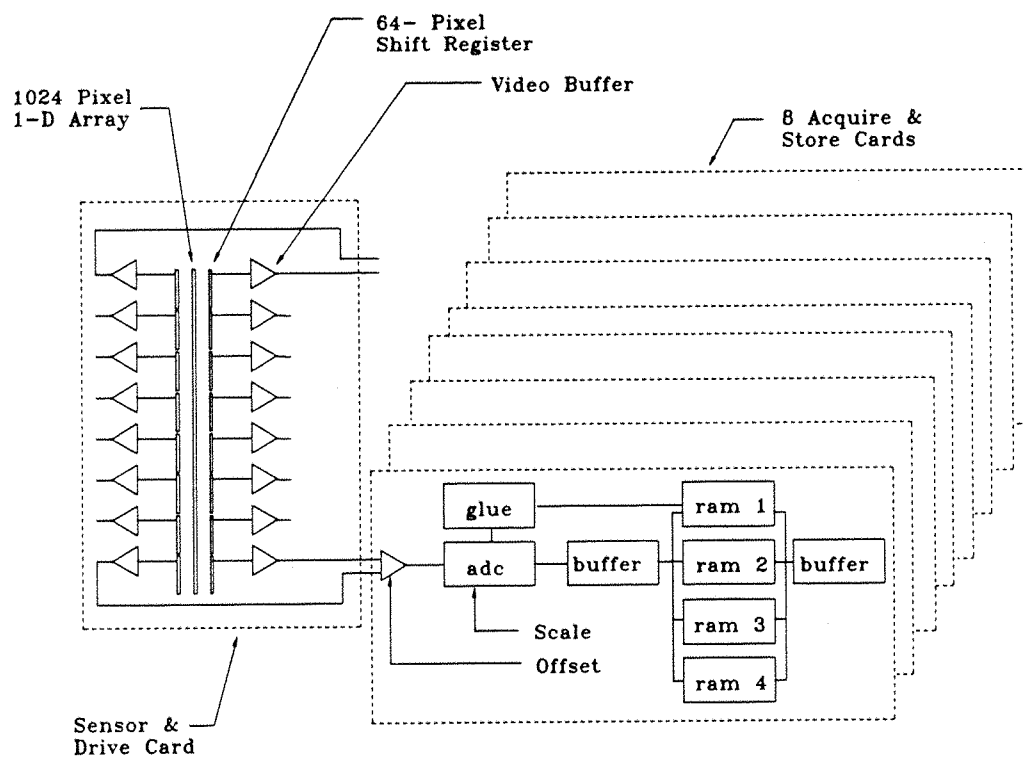 64- Pixel
Shift Register
Video Buffer
1024 Pixel
1-D Array
8 Acquire &
Store Cards
glue
ram 1
adc
buffer
ram 2
buffer
ram 3
Scale
Offset
ram 4
Sensor &
Drive Card